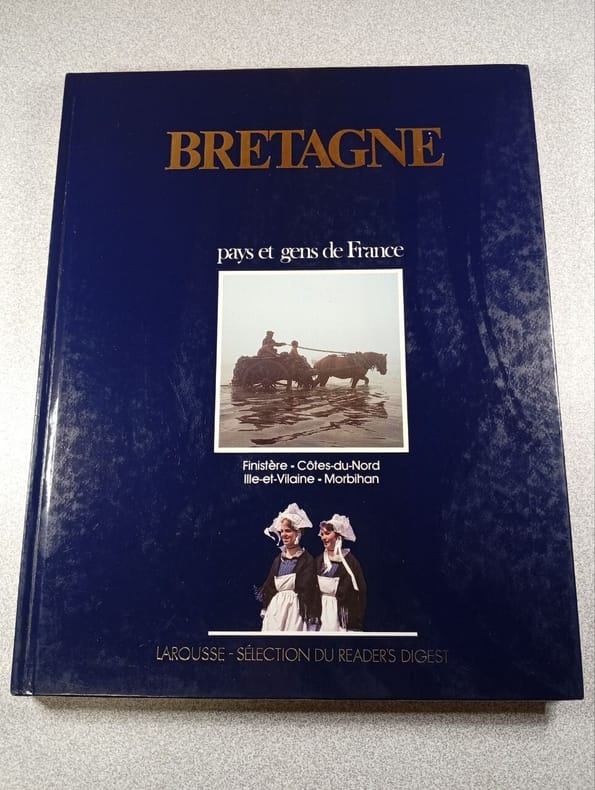 BRETAGNE
pays et gens de France
Finistère - Côtes-du-Nord
Ille-et-Vilaine - Morbihan
LAROUSSE - SÉLECTION DU READER'S DIGEST